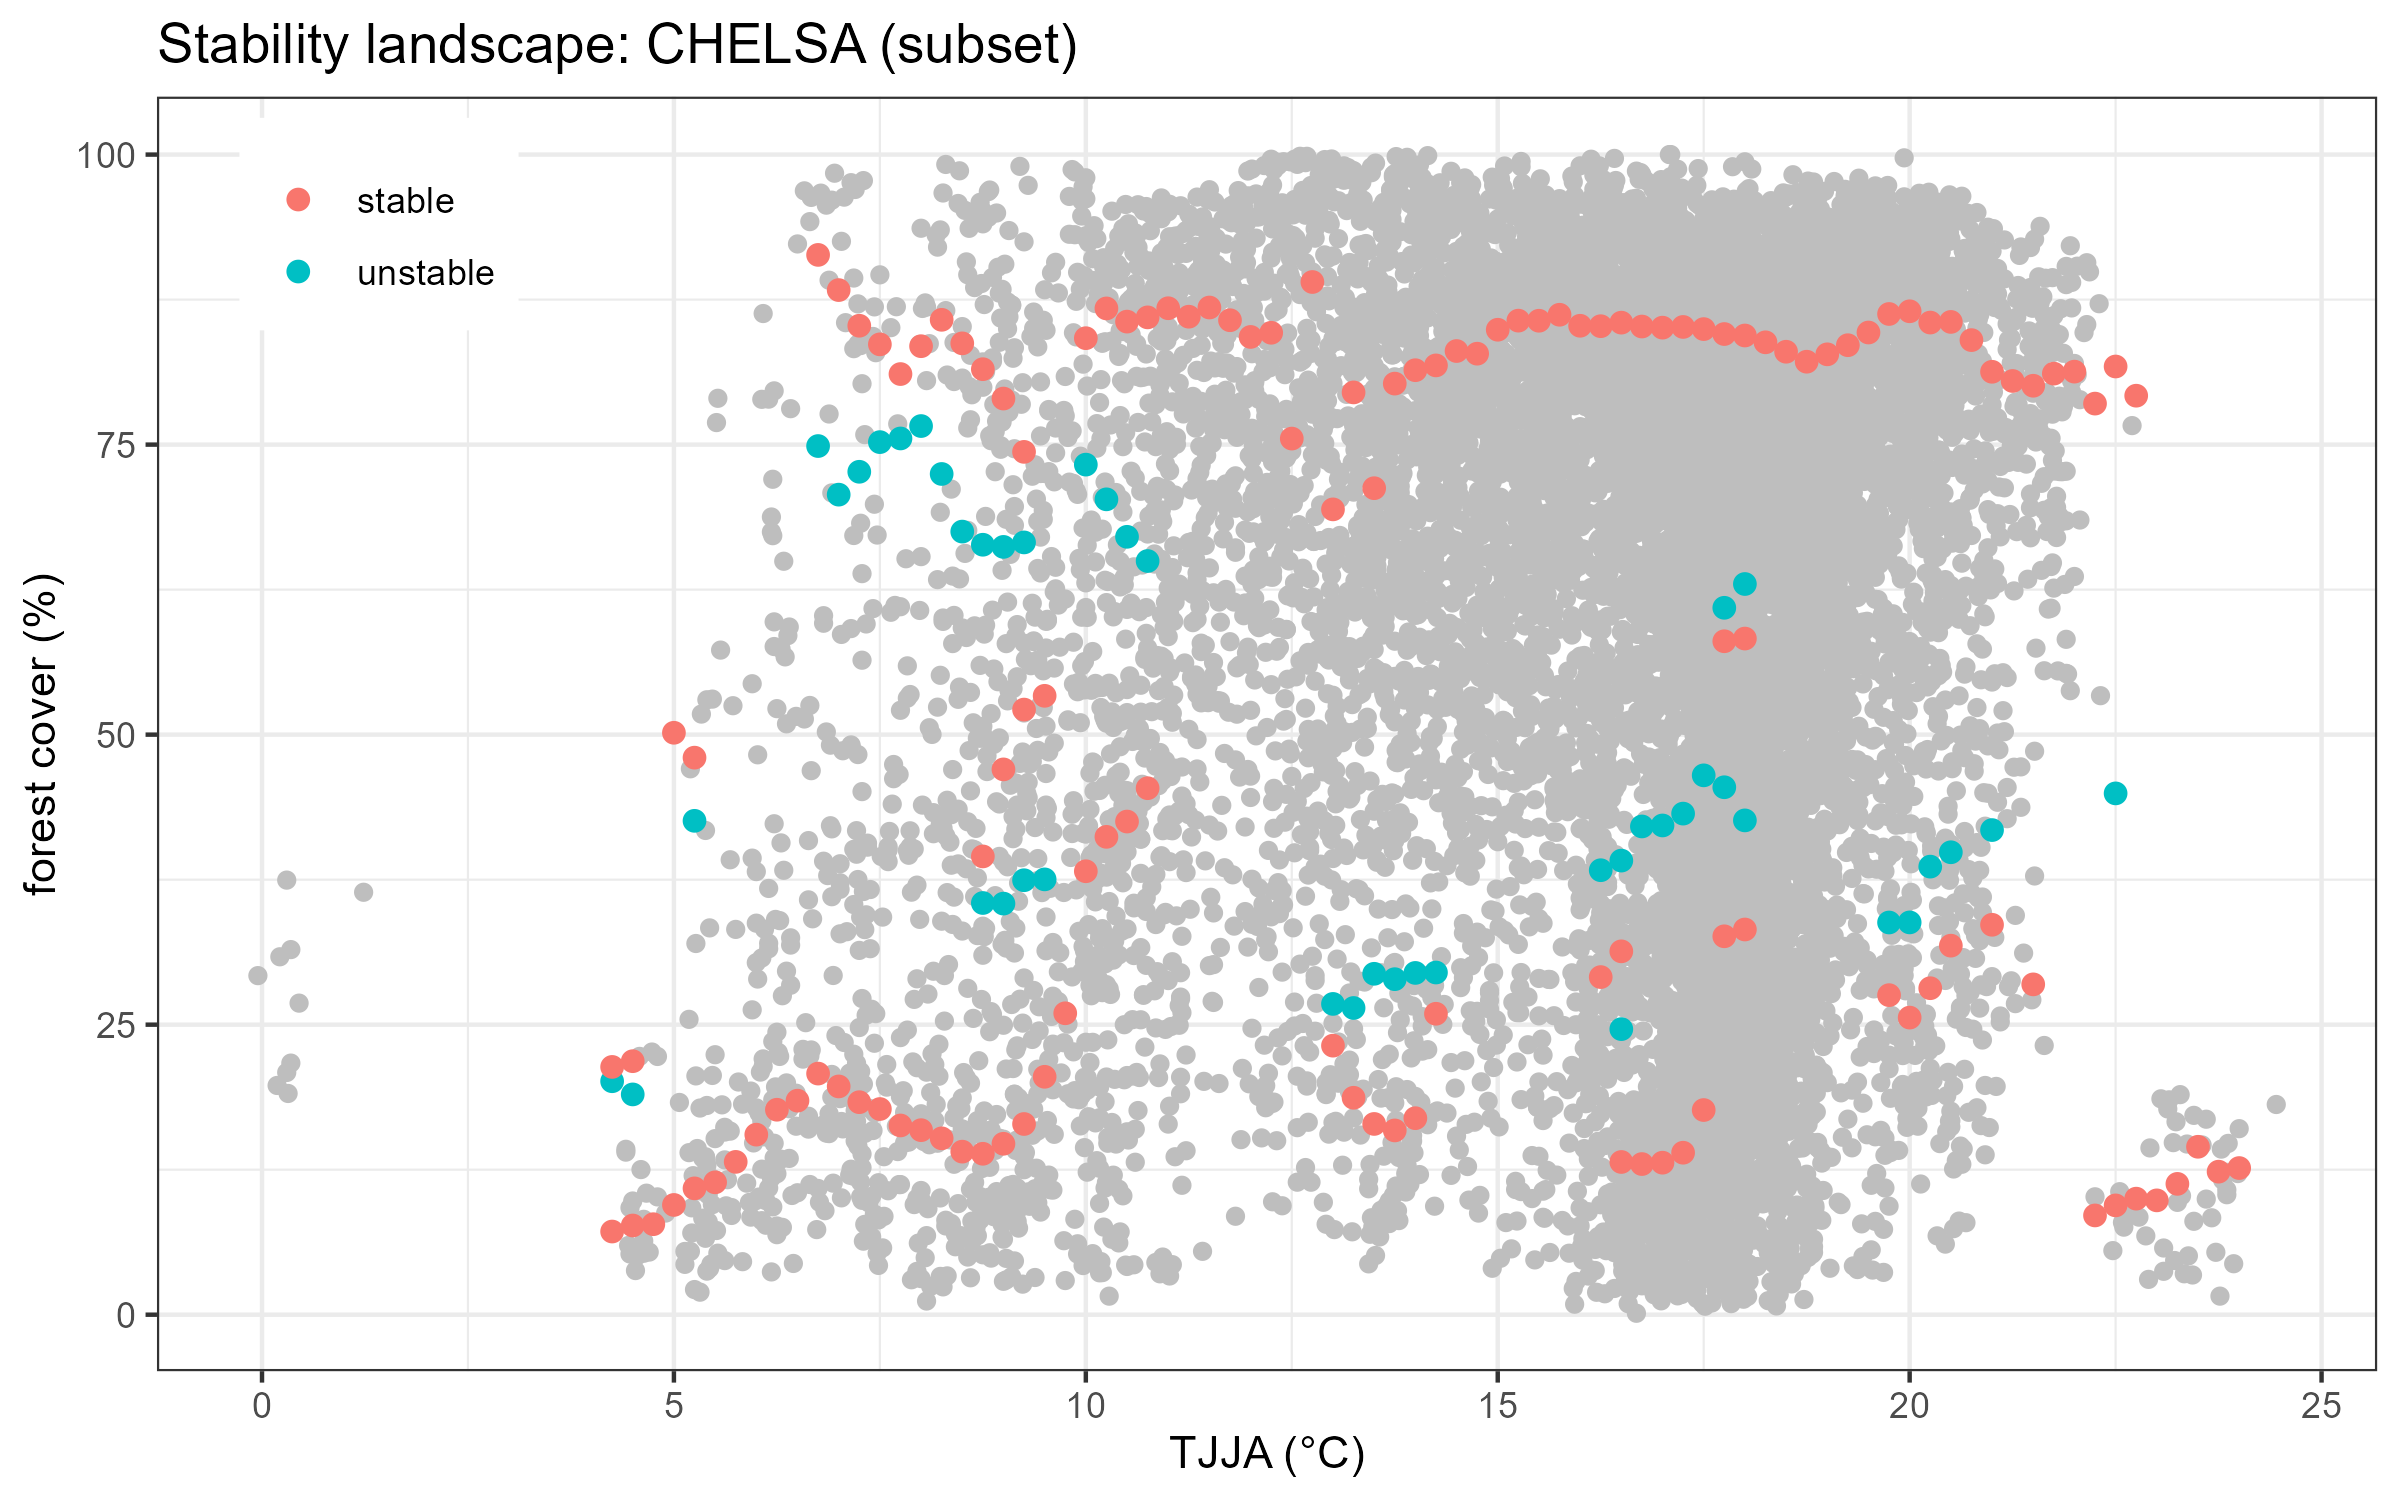 Stability landscape: CHELSA (subset)
stable
unstable
100
75
50
25
0
forest cover (%)
0 5 10 15 20 25
TJJA (°C)